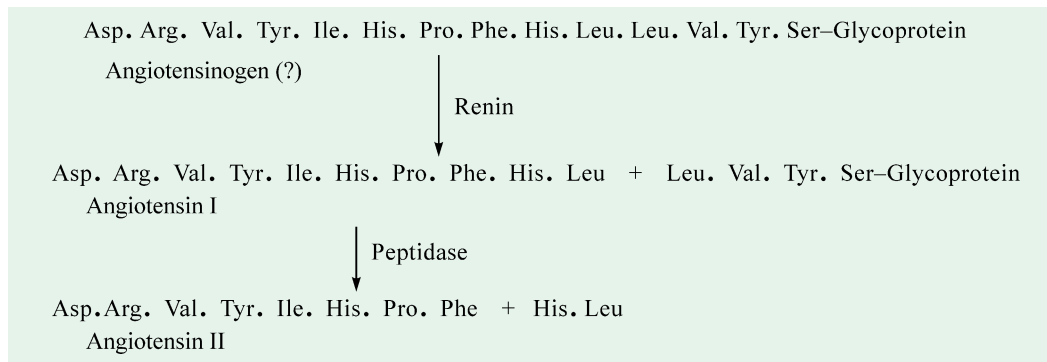 Asp. Arg. Val. Tyr. Ile. His. Pro. Phe. His. Leu. Leu. Val. Tyr. Ser–Glycoprotein
Angiotensinogen (?)
Renin
Asp. Arg. Val. Tyr. Ile. His. Pro. Phe. His. Leu + Leu. Val. Tyr. Ser–Glycoprotein
Angiotensin I
Peptidase
Asp. Arg. Val. Tyr. Ile. His. Pro. Phe + His. Leu
Angiotensin II